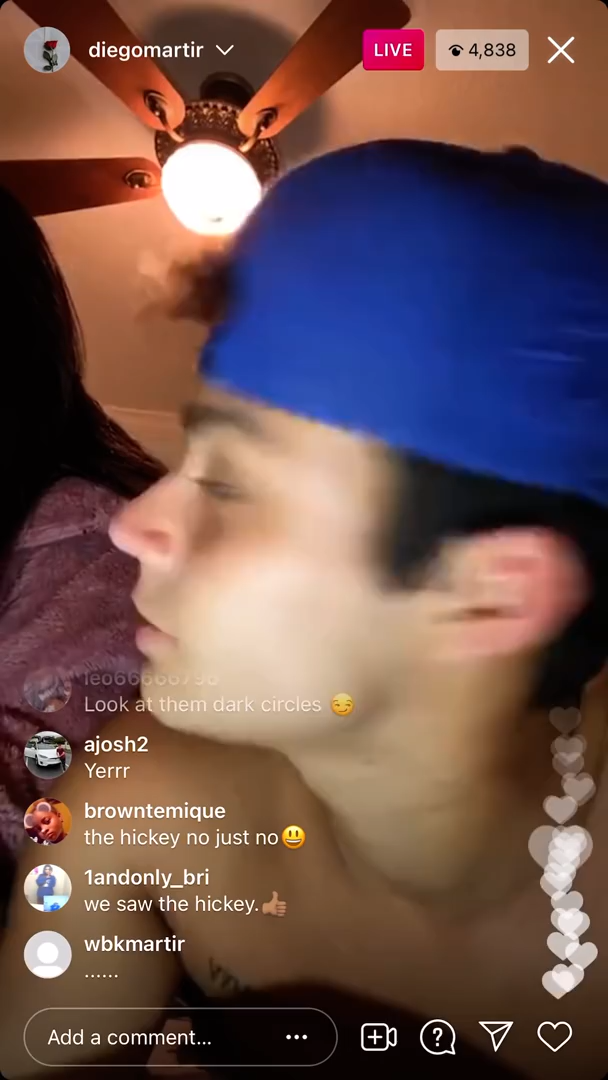 diegomartir
LIVE
4,838
Look at them dark circles 😏
ajosh2
Yerrr
browntemique
the hickey no just no😃
1andonly_bri
we saw the hickey.👍🏼
wbkmartir
......
Add a comment...